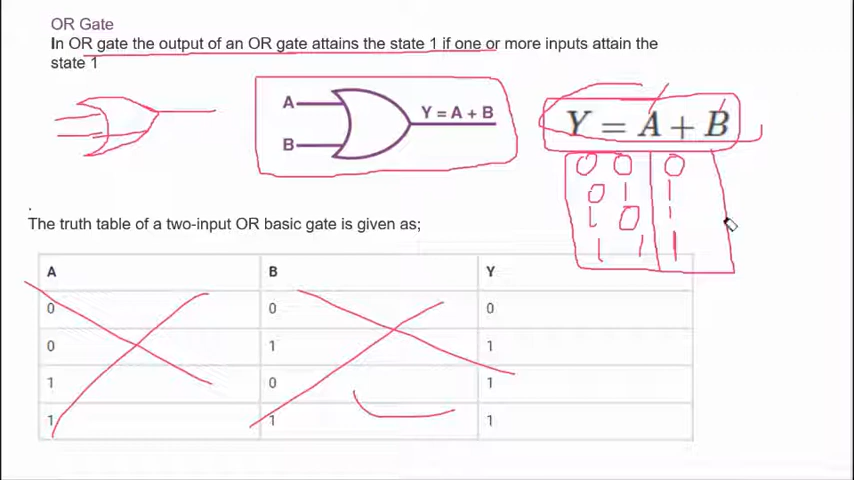 OR Gate
In OR gate the output of an OR gate attains the state 1 if one or more inputs attain the
state 1
A
Y = A + B
B
Y = A + B
0 0 0
0 1 1
1 0 1
1 1 1
.
The truth table of a two-input OR basic gate is given as;
A B Y
0 0 0
0 1 1
1 0 1
1 1 1